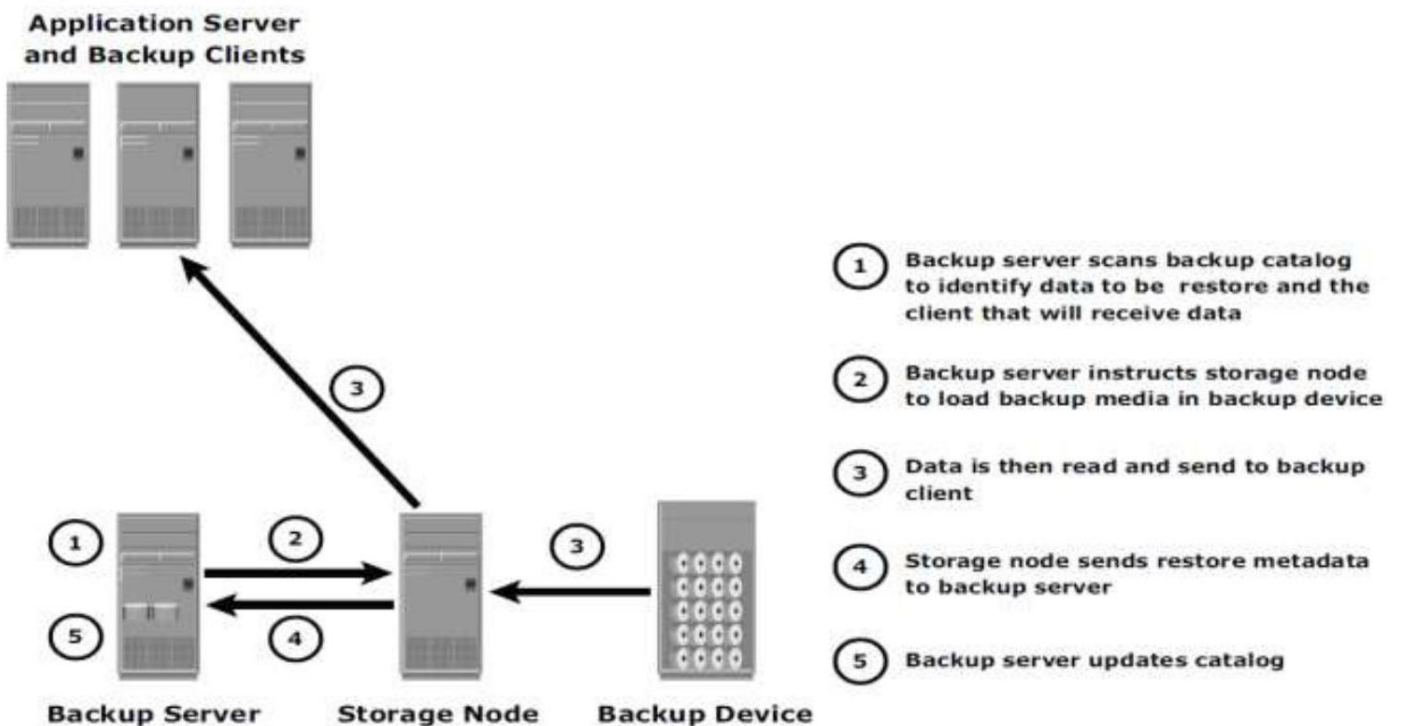 Application Server
and Backup Clients
3
1
2
3
5
4
Backup Server
Storage Node
Backup Device
1
Backup server scans backup catalog
to identify data to be restore and the
client that will receive data
2
Backup server instructs storage node
to load backup media in backup device
3
Data is then read and send to backup
client
4
Storage node sends restore metadata
to backup server
5
Backup server updates catalog